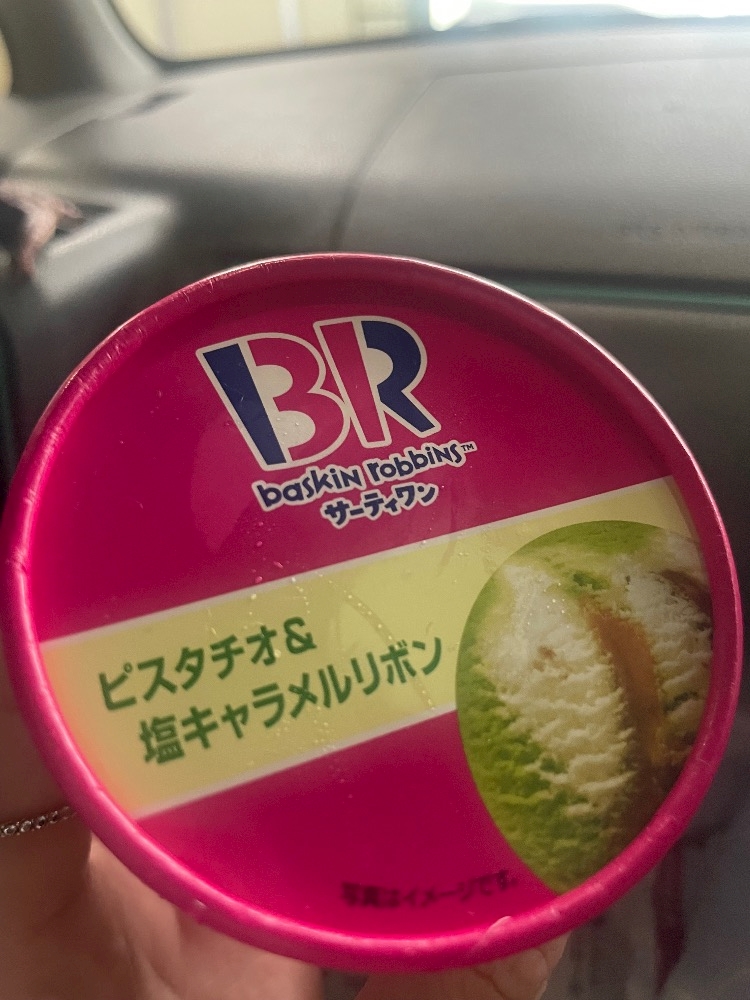 BR
baskin robbins™
サーティワン
ピスタチオ&
塩キャラメルリボン
写真はイメージです。